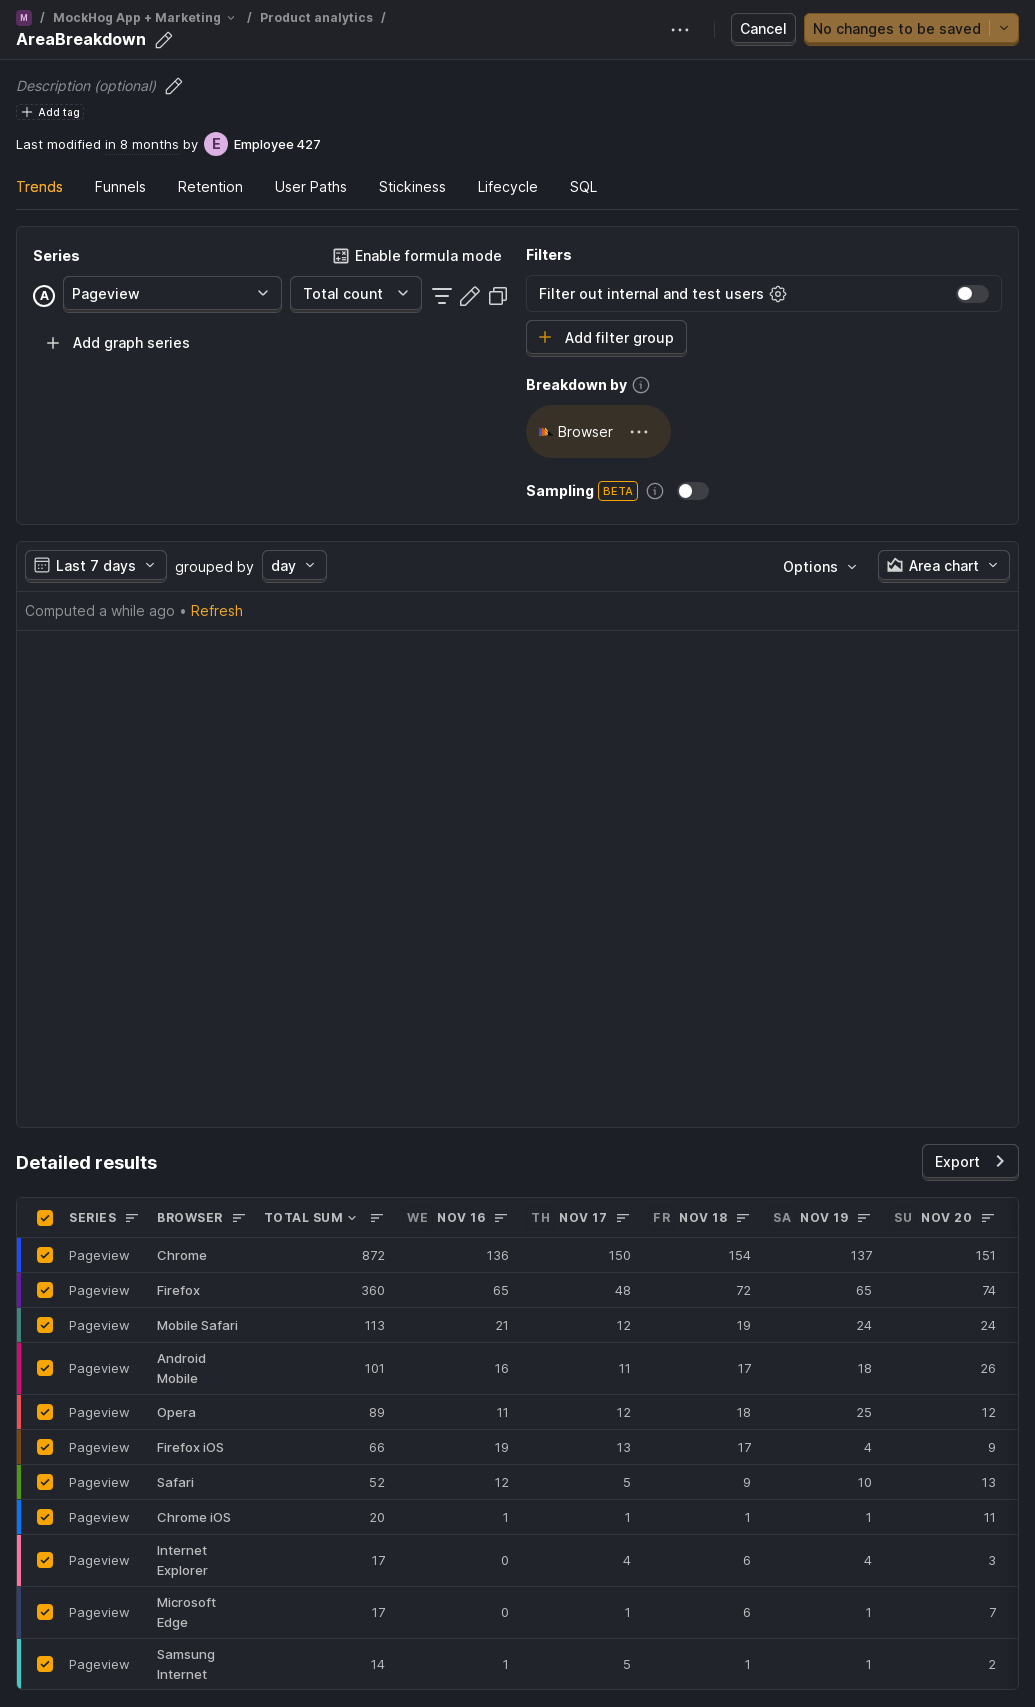 M / MockHog App + Marketing / Product analytics /
AreaBreakdown
Cancel
No changes to be saved
Description (optional)
Add tag
Last modified in 8 months by E Employee 427
Trends Funnels Retention User Paths Stickiness Lifecycle SQL
Series
Enable formula mode
A Pageview Total count
Add graph series
Filters
Filter out internal and test users
Add filter group
Breakdown by
Browser
Sampling BETA
Last 7 days grouped by day Options Area chart
Computed a while ago • Refresh
Detailed results
Export
SERIES BROWSER TOTAL SUM WE NOV 16 TH NOV 17 FR NOV 18 SA NOV 19 SU NOV 20
Pageview Chrome 872 136 150 154 137 151
Pageview Firefox 360 65 48 72 65 74
Pageview Mobile Safari 113 21 12 19 24 24
Pageview Android Mobile 101 16 11 17 18 26
Pageview Opera 89 11 12 18 25 12
Pageview Firefox iOS 66 19 13 17 4 9
Pageview Safari 52 12 5 9 10 13
Pageview Chrome iOS 20 1 1 1 1 11
Pageview Internet Explorer 17 0 4 6 4 3
Pageview Microsoft Edge 17 0 1 6 1 7
Pageview Samsung Internet 14 1 5 1 1 2